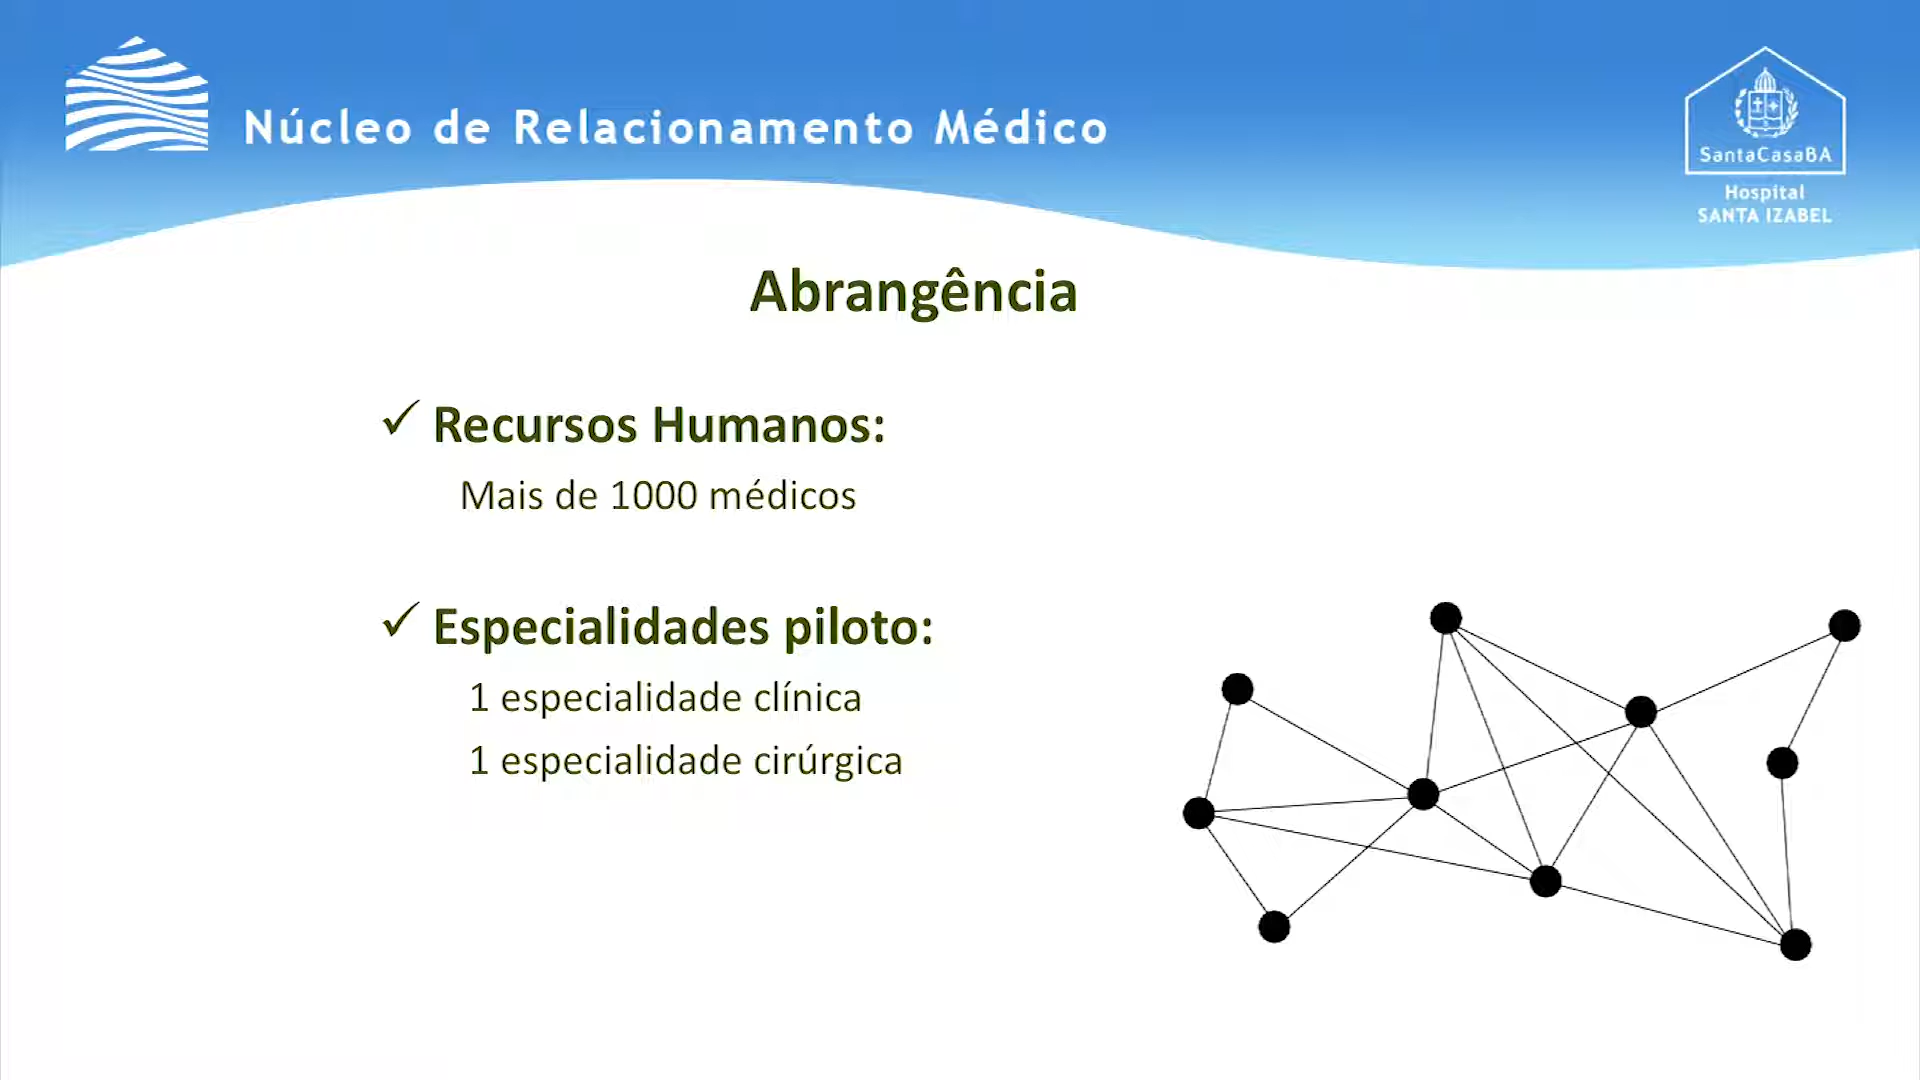 Núcleo de Relacionamento Médico
SantaCasaBA
Hospital
SANTA IZABEL
Abrangência
✓ Recursos Humanos:
Mais de 1000 médicos
✓ Especialidades piloto:
1 especialidade clínica
1 especialidade cirúrgica